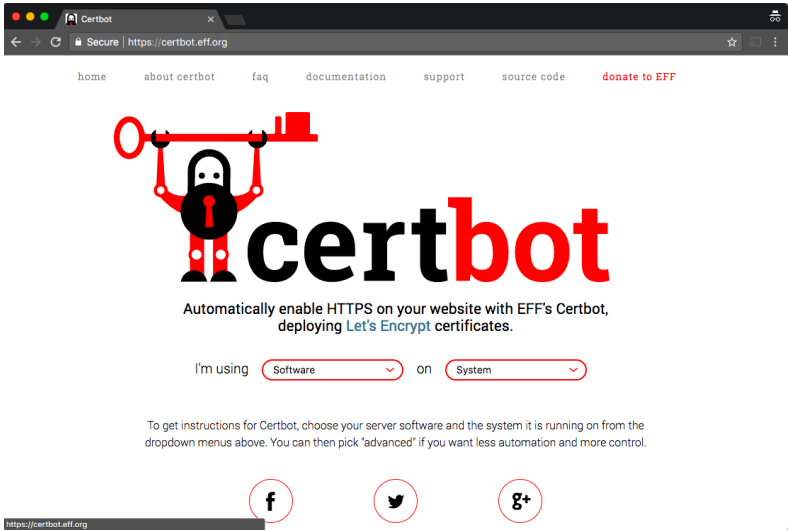 Certbot
Secure https://certbot.eff.org
home about certbot faq documentation support source code donate to EFF
certbot
Automatically enable HTTPS on your website with EFF's Certbot,
deploying Let's Encrypt certificates.
I'm using Software on System
To get instructions for Certbot, choose your server software and the system it is running on from the
dropdown menus above. You can then pick "advanced" if you want less automation and more control.
f g+
https://certbot.eff.org